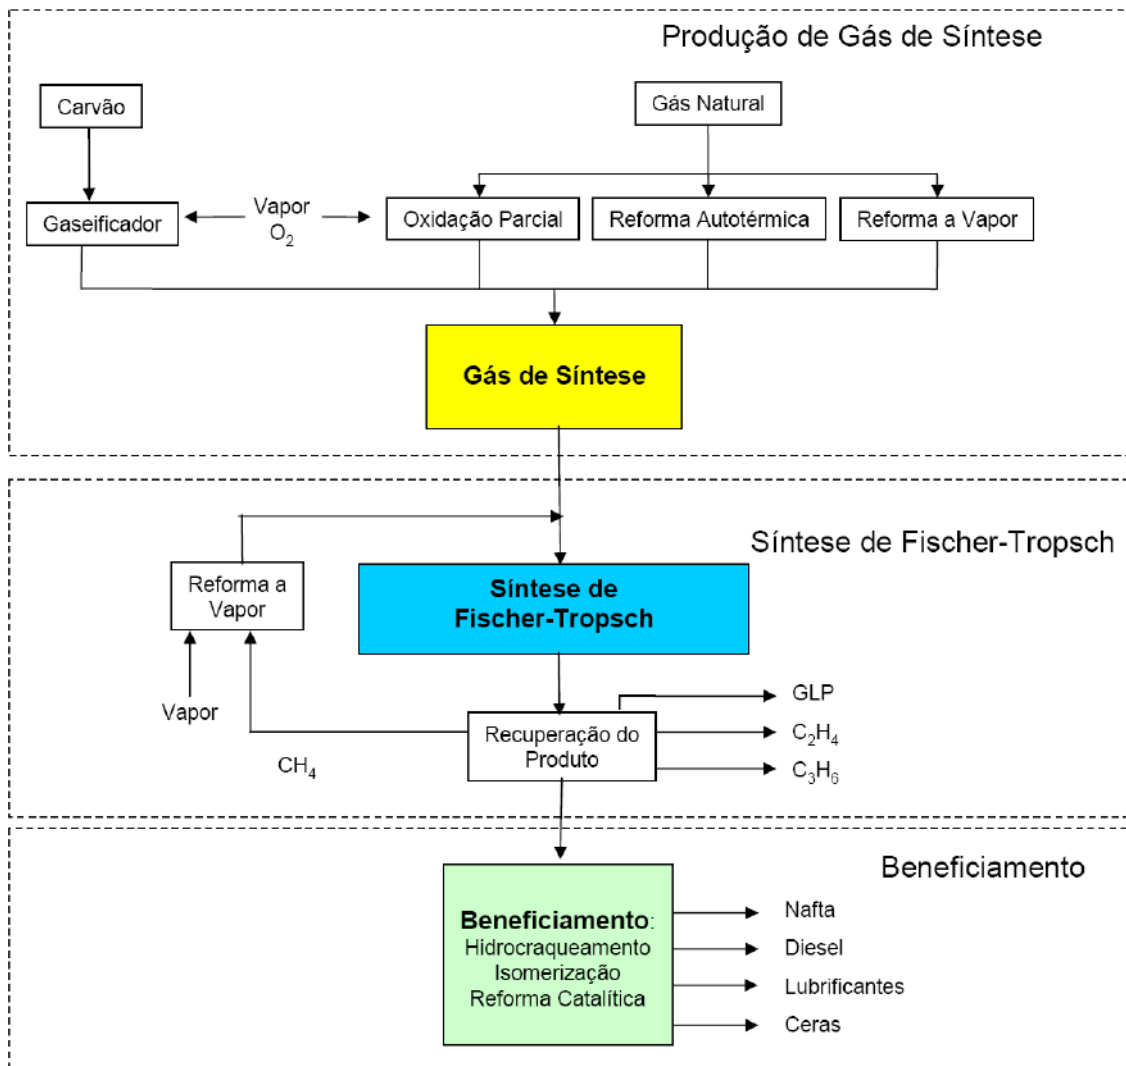 Produção de Gás de Síntese
Carvão
Gás Natural
Gaseificador
Vapor
O2
Oxidação Parcial
Reforma Autotérmica
Reforma a Vapor
Gás de Síntese
Síntese de Fischer-Tropsch
Reforma a
Vapor
Síntese de
Fischer-Tropsch
Vapor
CH4
Recuperação do
Produto
GLP
C2H4
C3H6
Beneficiamento
Beneficiamento:
Hidrocraqueamento
Isomerização
Reforma Catalítica
Nafta
Diesel
Lubrificantes
Ceras